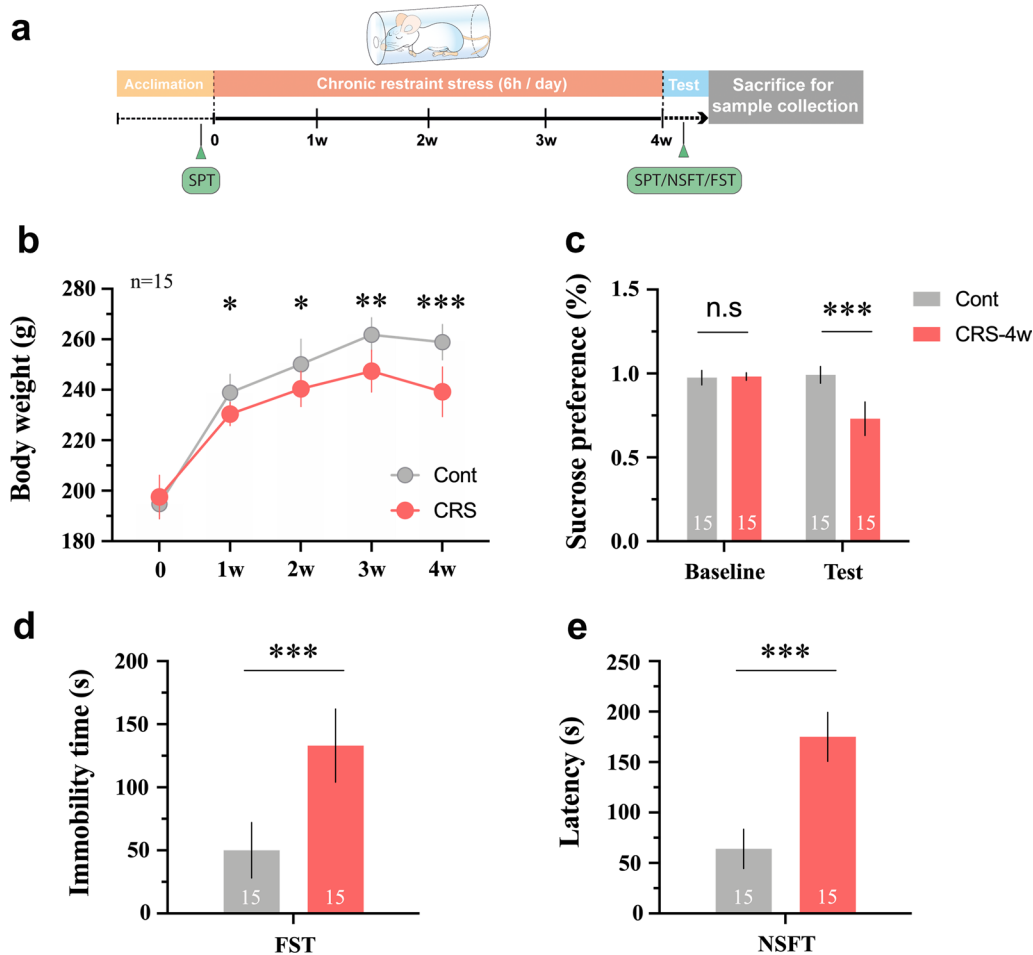 a
Acclimation
Chronic restraint stress (6h / day)
Test
Sacrifice for
sample collection
0
1w
2w
3w
4w
SPT
SPT/NSFT/FST
b
n=15
Body weight (g)
280
260
240
220
200
180
*
*
**
***
Cont
CRS
0
1w
2w
3w
4w
c
Sucrose preference (%)
1.5
1.0
0.5
0.0
n.s
***
15
15
15
15
Baseline
Test
Cont
CRS-4w
d
Immobility time (s)
200
150
100
50
0
***
15
15
FST
e
Latency (s)
250
200
150
100
50
0
***
15
15
NSFT